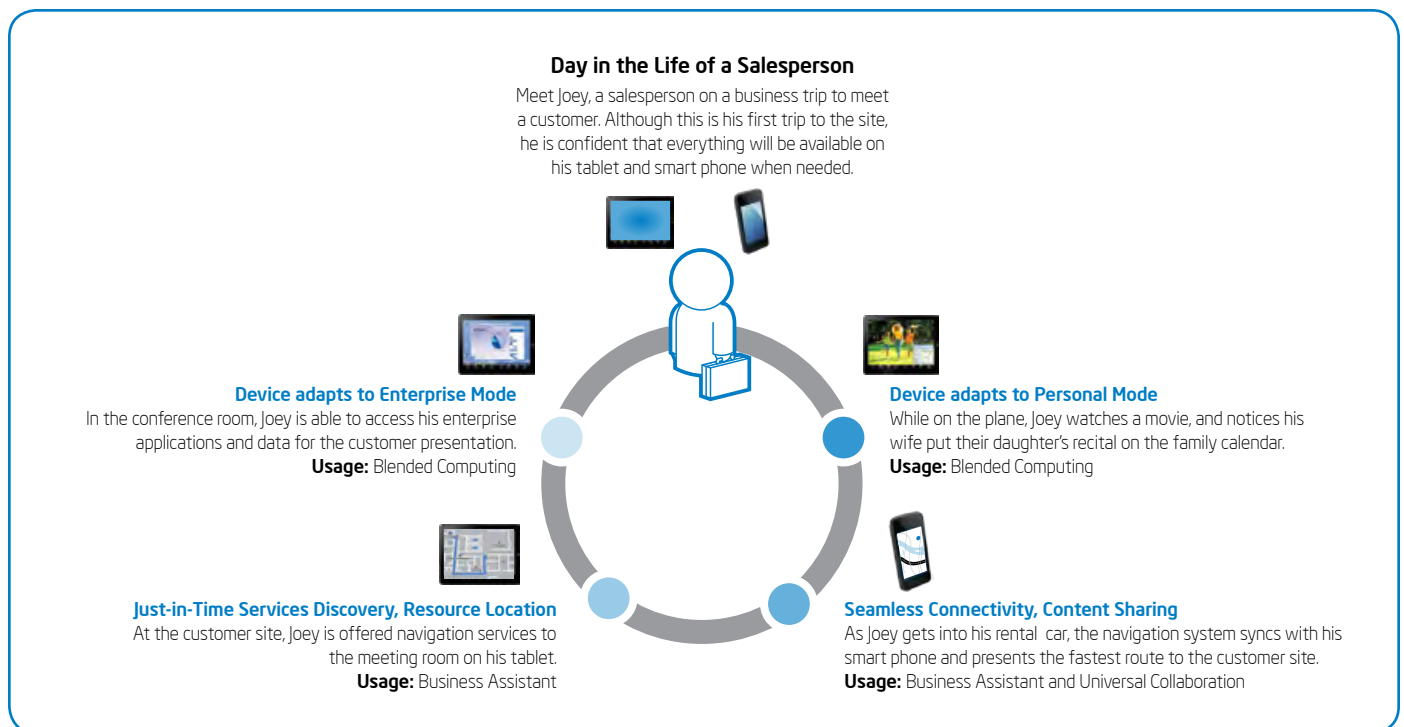 Day in the Life of a Salesperson
Meet Joey, a salesperson on a business trip to meet
a customer. Although this is his first trip to the site,
he is confident that everything will be available on
his tablet and smart phone when needed.
Device adapts to Enterprise Mode
In the conference room, Joey is able to access his enterprise
applications and data for the customer presentation.
Usage: Blended Computing
Device adapts to Personal Mode
While on the plane, Joey watches a movie, and notices his
wife put their daughter's recital on the family calendar.
Usage: Blended Computing
Just-in-Time Services Discovery, Resource Location
At the customer site, Joey is offered navigation services to
the meeting room on his tablet.
Usage: Business Assistant
Seamless Connectivity, Content Sharing
As Joey gets into his rental car, the navigation system syncs with his
smart phone and presents the fastest route to the customer site.
Usage: Business Assistant and Universal Collaboration